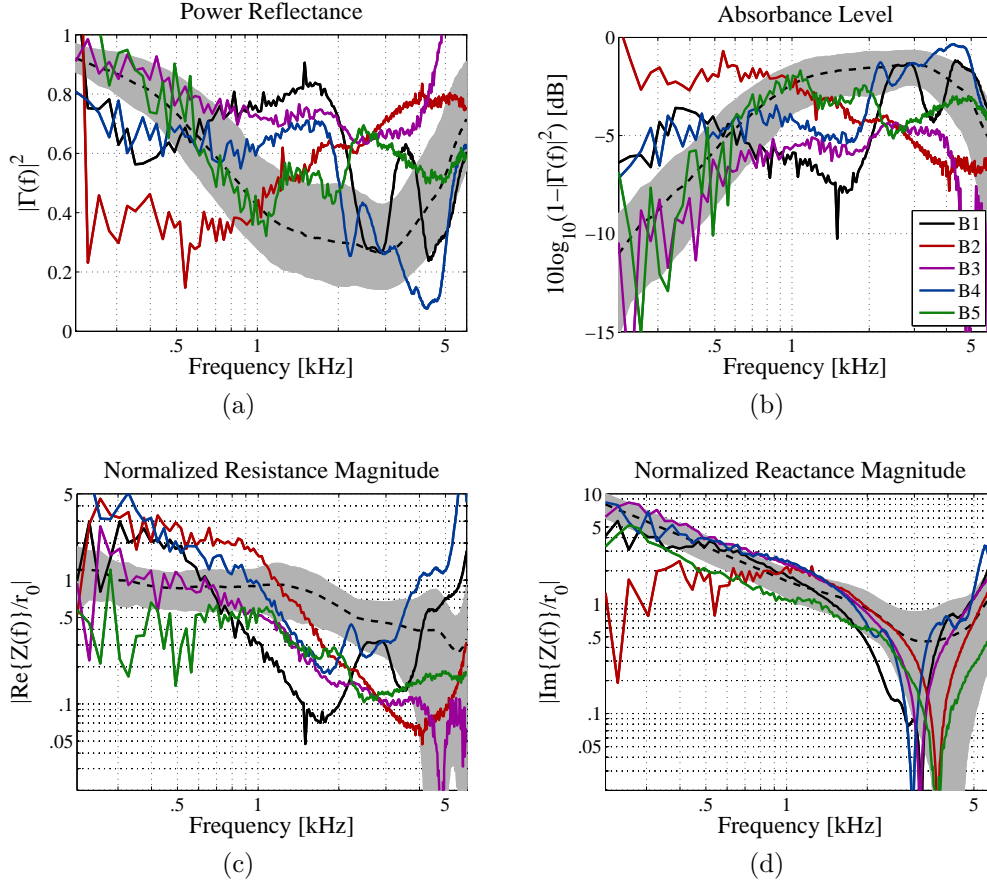 Power Reflectance
1
0.8
0.6
0.4
0.2
0
|Γ(f)|²
.5
1
5
Frequency [kHz]
(a)
Absorbance Level
0
−5
−10
−15
10log₁₀(1−|Γ(f)|²) [dB]
B1
B2
B3
B4
B5
.5
1
5
Frequency [kHz]
(b)
Normalized Resistance Magnitude
5
1
.5
.1
.05
|Re{Z(f)}/r₀|
.5
1
5
Frequency [kHz]
(c)
Normalized Reactance Magnitude
10
5
1
.5
.1
.05
|Im{Z(f)}/r₀|
.5
1
5
Frequency [kHz]
(d)